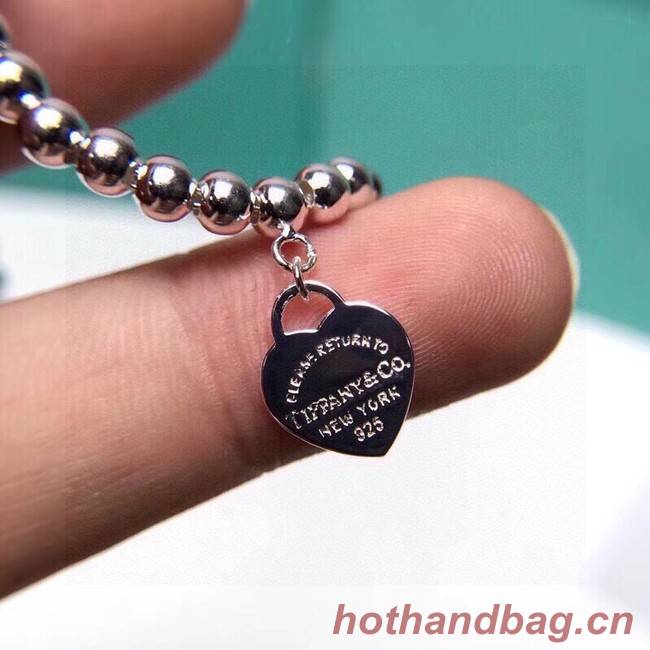 PLEASE RETURN TO
TIFFANY & Co.
NEW YORK
925
hothandbag.cn